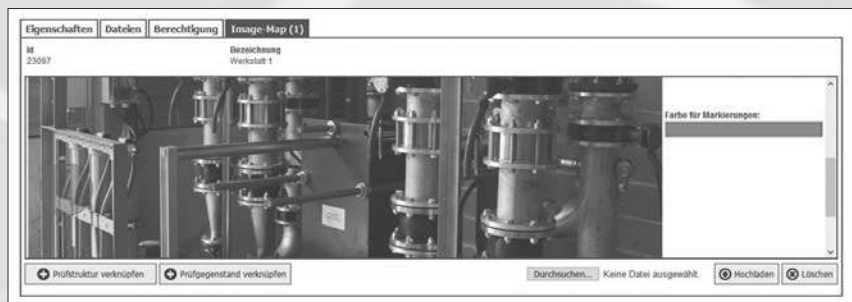 Eigenschaften Dateien Berechtigung Image-Map (1)
Id Bezeichnung
23097 Werkstatt 1
Farbe für Markierungen:
Prüfstruktur verknüpfen Prüfgegenstand verknüpfen Durchsuchen... Keine Datei ausgewählt. Hochladen Löschen